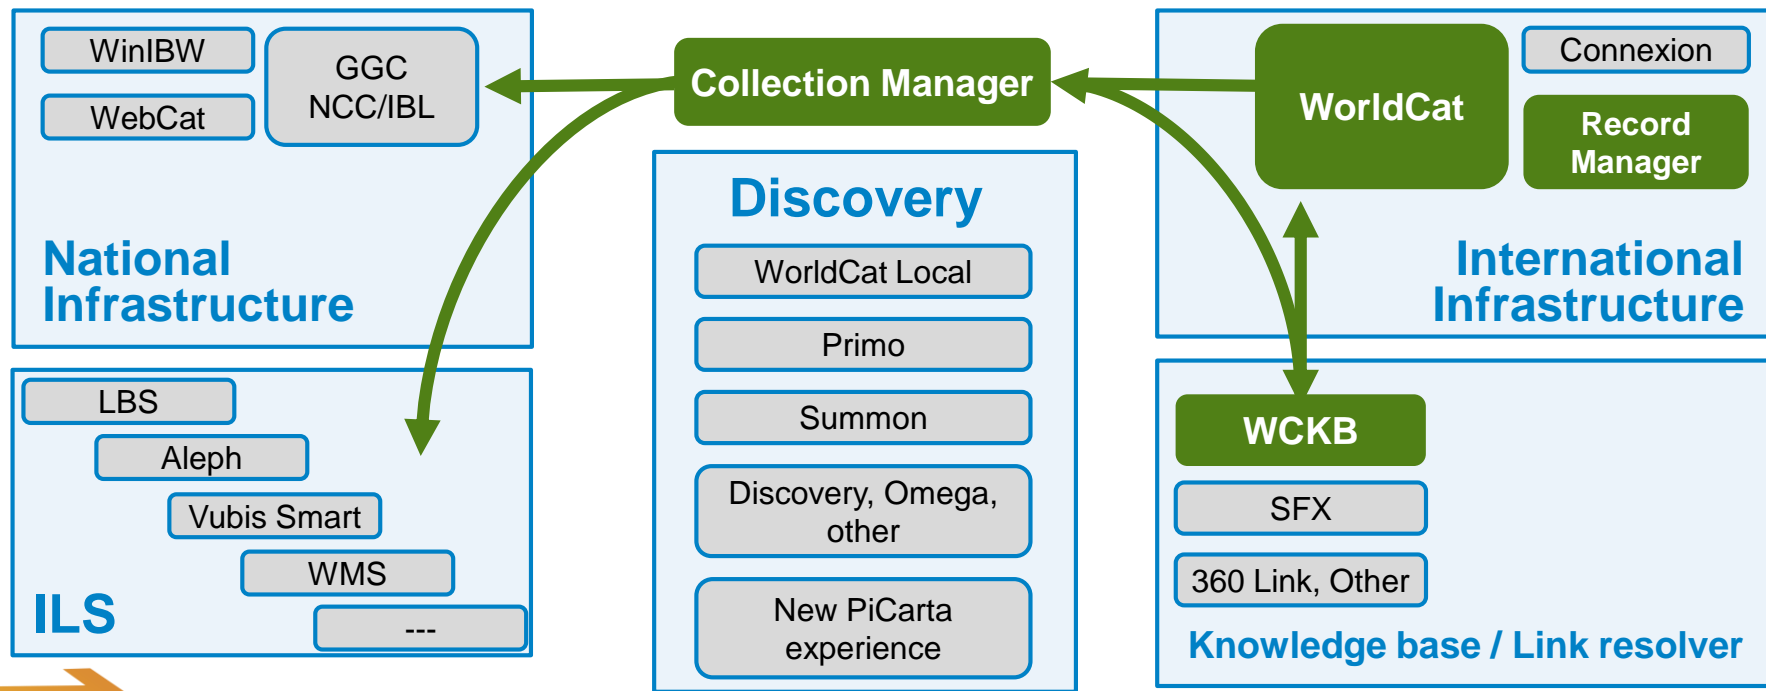 WinIBW
WebCat
GGC
NCC/IBL
National
Infrastructure
Collection Manager
WorldCat
Connexion
Record
Manager
International
Infrastructure
LBS
Aleph
Vubis Smart
WMS
---
ILS
Discovery
WorldCat Local
Primo
Summon
Discovery, Omega,
other
New PiCarta
experience
WCKB
SFX
360 Link, Other
Knowledge base / Link resolver